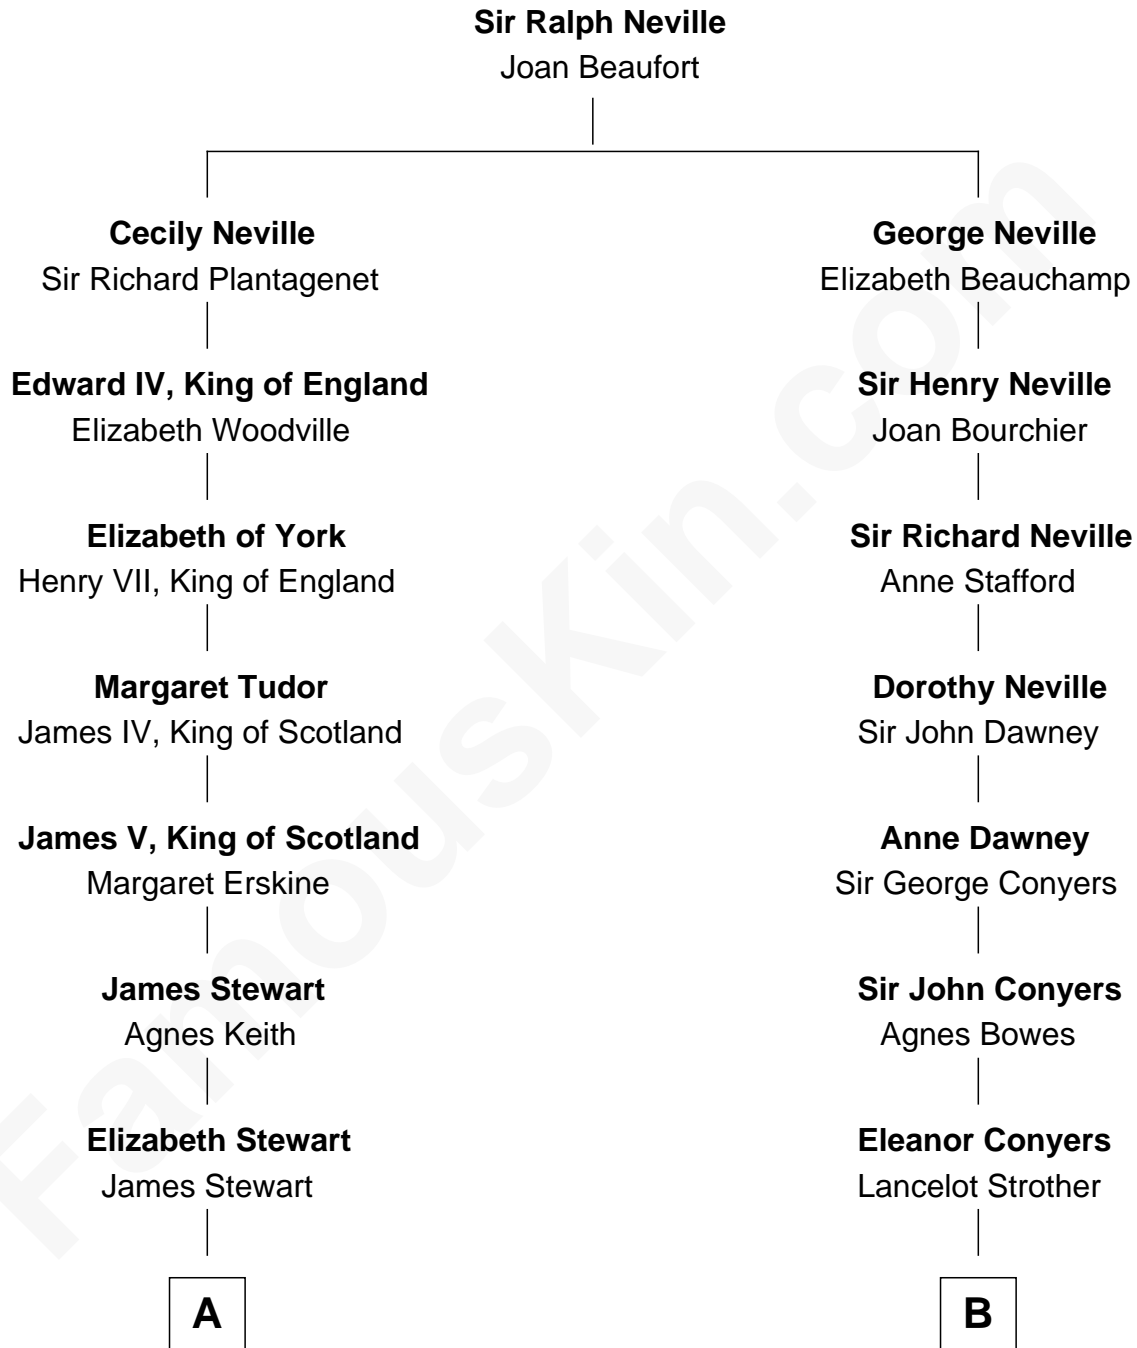 Sir Ralph Neville
Joan Beaufort
Cecily Neville
Sir Richard Plantagenet
George Neville
Elizabeth Beauchamp
Edward IV, King of England
Elizabeth Woodville
Sir Henry Neville
Joan Bourchier
Elizabeth of York
Henry VII, King of England
Sir Richard Neville
Anne Stafford
Margaret Tudor
James IV, King of Scotland
Dorothy Neville
Sir John Dawney
James V, King of Scotland
Margaret Erskine
Anne Dawney
Sir George Conyers
James Stewart
Agnes Keith
Sir John Conyers
Agnes Bowes
Elizabeth Stewart
James Stewart
Eleanor Conyers
Lancelot Strother
A
B
FamousKin.com